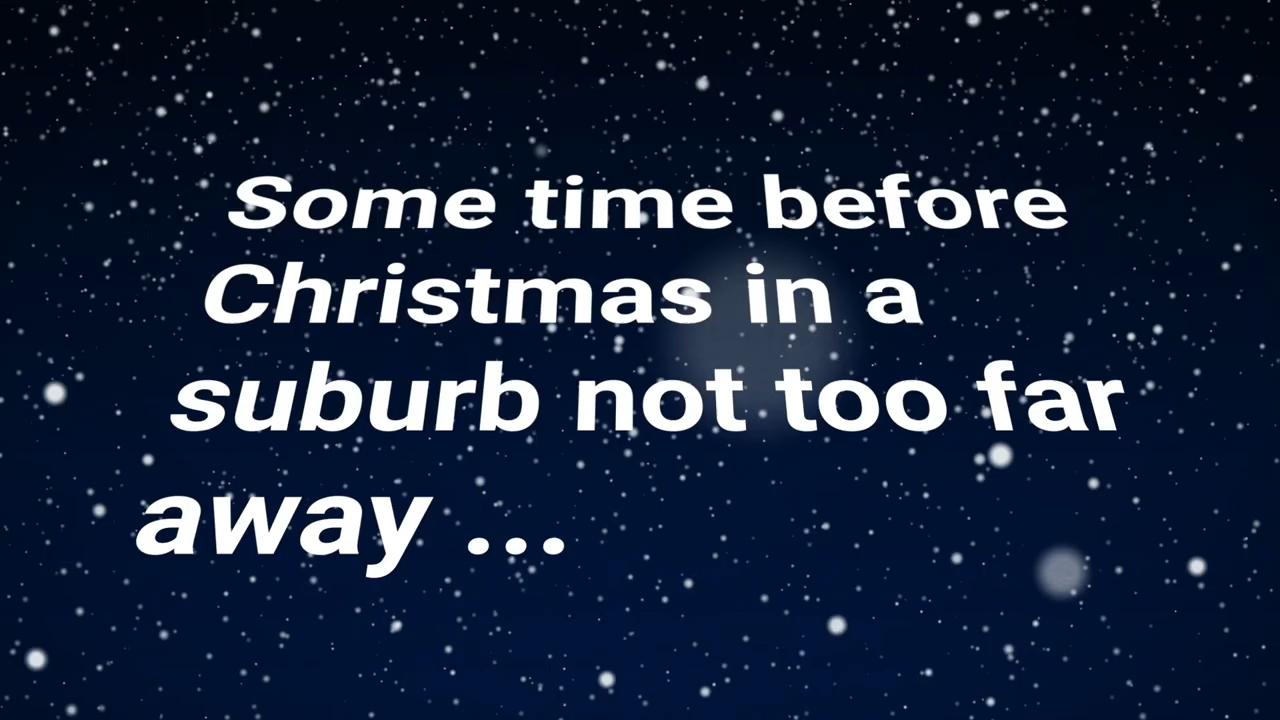 Some time before
Christmas in a
suburb not too far
away ...